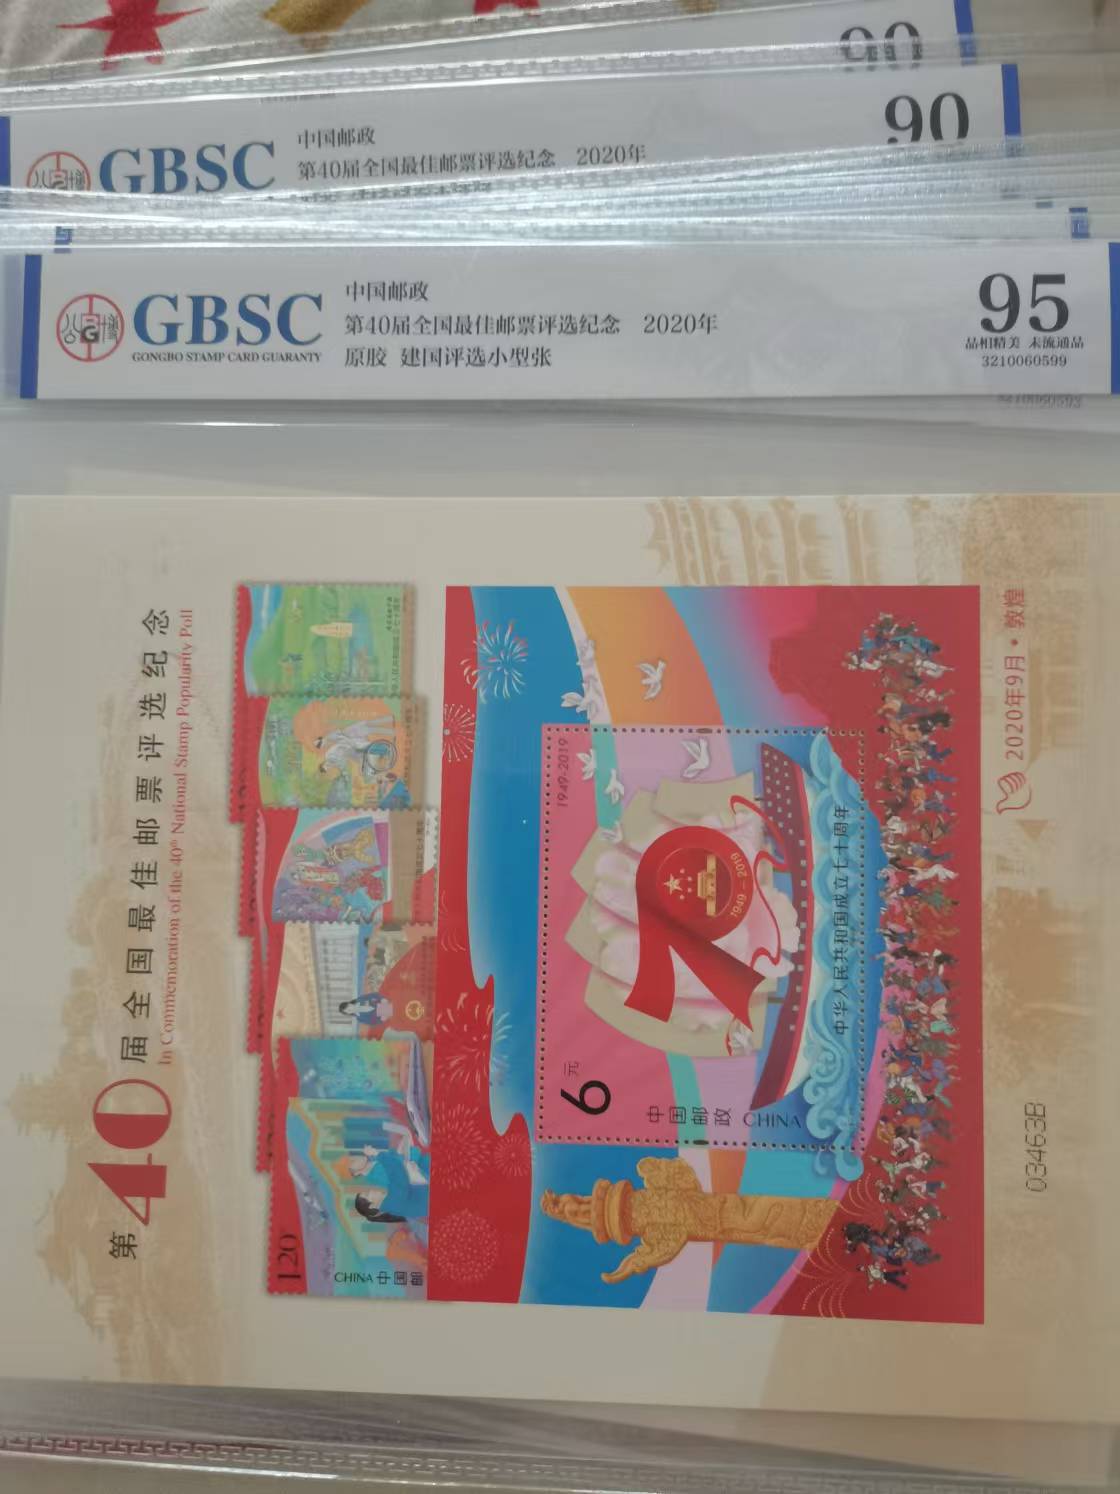 90
90
GBSC
中国邮政
第40届全国最佳邮票评选纪念 2020年
GBSC
GONGBO STAMP CARD GUARANTY
中国邮政
第40届全国最佳邮票评选纪念 2020年
原胶 建国评选小型张
95
品相精美 未流通品
3210060599
3210060593
第40届全国最佳邮票评选纪念
In Commemoration of the 40th National Stamp Popularity Poll
1.20
CHINA 中国邮
1949-2019
1949-2019
6元
中国邮政 CHINA
中华人民共和国成立七十周年
2020年9月·敦煌
03463B